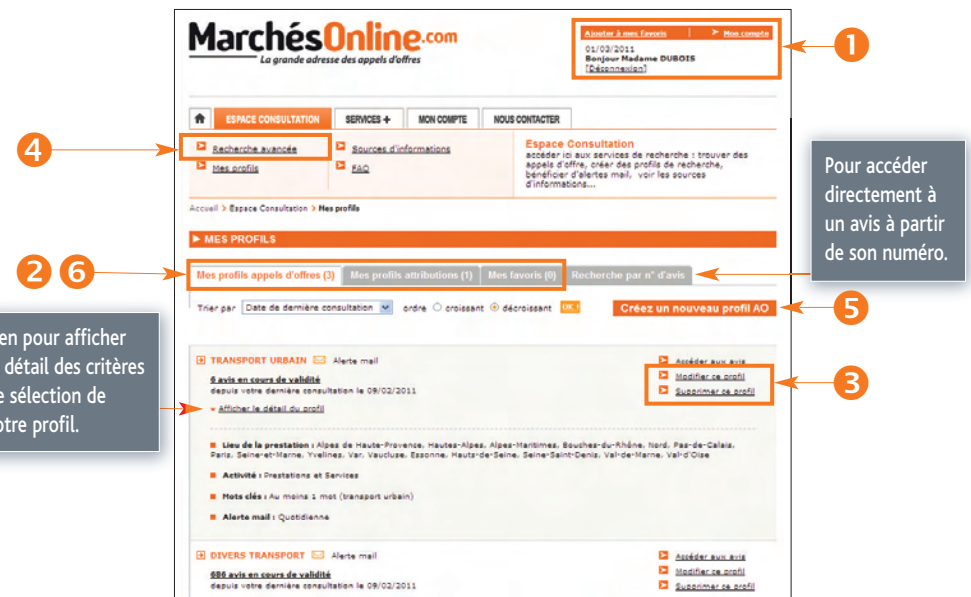 MarchésOnline.com
La grande adresse des appels d'offres
Ajouter à mes favoris | Mon compte
01/03/2011
Bonjour Madame DUBOIS
[Déconnexion]
1
ESPACE CONSULTATION SERVICES + MON COMPTE NOUS CONTACTER
4
Recherche avancée
Mes profils
Sources d'informations
FAQ
Espace Consultation
accéder ici aux services de recherche : trouver des
appels d'offre, créer des profils de recherche,
bénéficier d'alertes mail, voir les sources
d'informations...
Pour accéder
directement à
un avis à partir
de son numéro.
Accueil > Espace Consultation > Mes profils
MES PROFILS
2 6
Mes profils appels d'offres (3) Mes profils attributions (1) Mes favoris (0) Recherche par n° d'avis
Trier par Date de dernière consultation ordre croissant décroissant OK !
Créez un nouveau profil AO
5
en pour afficher
détail des critères
e sélection de
otre profil.
TRANSPORT URBAIN Alerte mail
6 avis en cours de validité
depuis votre dernière consultation le 09/02/2011
Afficher le détail du profil
Accéder aux avis
Modifier ce profil
Supprimer ce profil
3
Lieu de la prestation : Alpes de Haute-Provence, Hautes-Alpes, Alpes-Maritimes, Bouches-du-Rhône, Nord, Pas-de-Calais,
Paris, Seine-et-Marne, Yvelines, Var, Vaucluse, Essonne, Hauts-de-Seine, Seine-Saint-Denis, Val-de-Marne, Val-d'Oise
Activité : Prestations et Services
Mots clés : Au moins 1 mot (transport urbain)
Alerte mail : Quotidienne
DIVERS TRANSPORT Alerte mail
686 avis en cours de validité
depuis votre dernière consultation le 09/02/2011
Accéder aux avis
Modifier ce profil
Supprimer ce profil